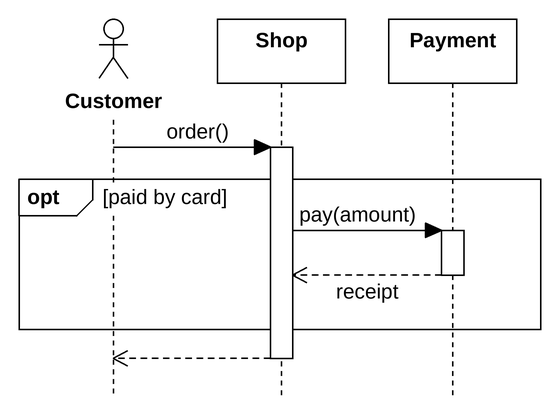 Shop
Payment
Customer
order()
opt
[paid by card]
pay(amount)
receipt